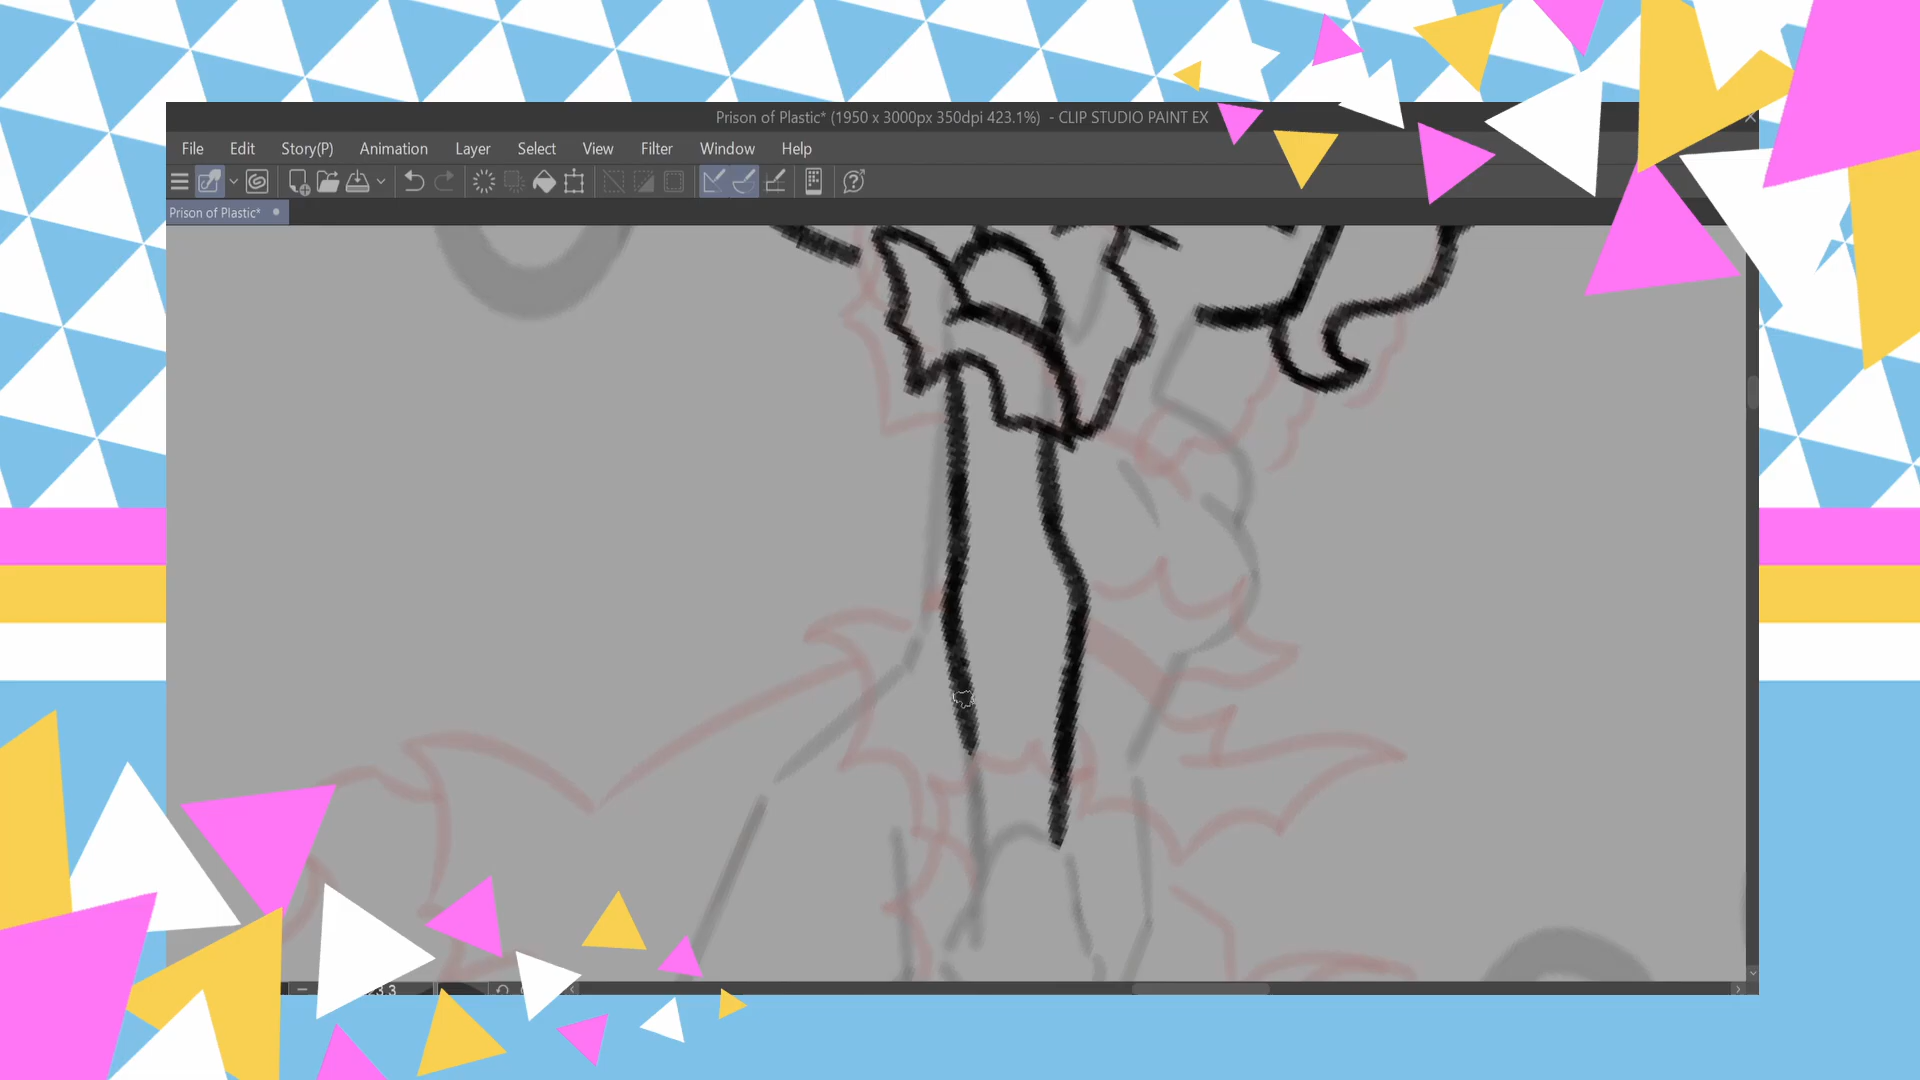 Prison of Plastic* (1950 x 3000px 350dpi 423.1%) - CLIP STUDIO PAINT EX
File Edit Story(P) Animation Layer Select View Filter Window Help
Prison of Plastic*